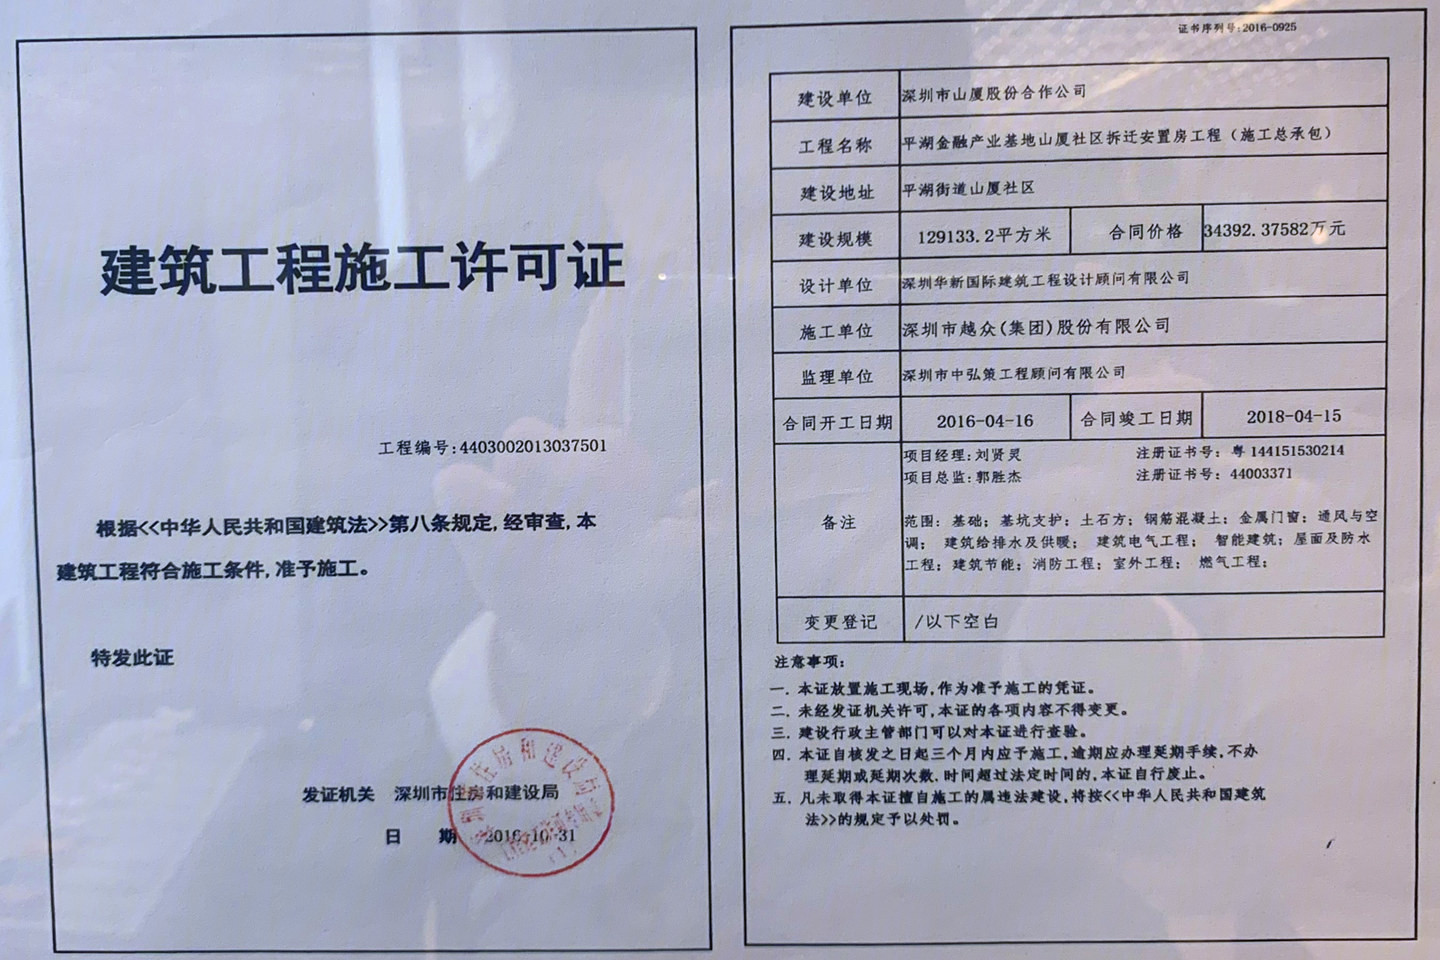 建筑工程施工许可证
工程编号:4403002013037501
根据<<中华人民共和国建筑法>>第八条规定,经审查,本
建筑工程符合施工条件,准予施工。
特发此证
发证机关 深圳市住房和建设局
日 期 2016-10-31
证书序列号:2016-0925
建设单位 深圳市山厦股份合作公司
工程名称 平湖金融产业基地山厦社区拆迁安置房工程（施工总承包）
建设地址 平湖街道山厦社区
建设规模 129133.2平方米 合同价格 34392.37582万元
设计单位 深圳华新国际建筑工程设计顾问有限公司
施工单位 深圳市越众(集团)股份有限公司
监理单位 深圳市中弘策工程顾问有限公司
合同开工日期 2016-04-16 合同竣工日期 2018-04-15
备注
项目经理:刘贤灵 注册证书号: 粤144151530214
项目总监:郭胜杰 注册证书号: 44003371
范围: 基础; 基坑支护; 土石方; 钢筋混凝土; 金属门窗; 通风与空
调; 建筑给排水及供暖; 建筑电气工程; 智能建筑; 屋面及防水
工程; 建筑节能; 消防工程; 室外工程; 燃气工程;
变更登记 /以下空白
注意事项:
一. 本证放置施工现场,作为准予施工的凭证。
二. 未经发证机关许可,本证的各项内容不得变更。
三. 建设行政主管部门可以对本证进行查验。
四. 本证自核发之日起三个月内应予施工,逾期应办理延期手续,不办
理延期或延期次数、时间超过法定时间的,本证自行废止。
五. 凡未取得本证擅自施工的属违法建设,将按<<中华人民共和国建筑
法>>的规定予以处罚。